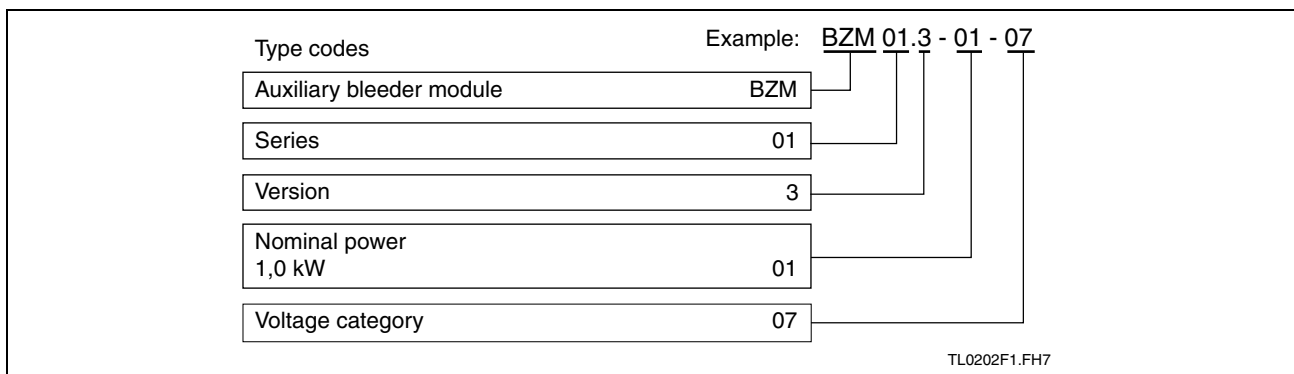 Type codes Example: BZM 01.3 - 01 - 07
Auxiliary bleeder module BZM
Series 01
Version 3
Nominal power
1,0 kW 01
Voltage category 07
TL0202F1.FH7